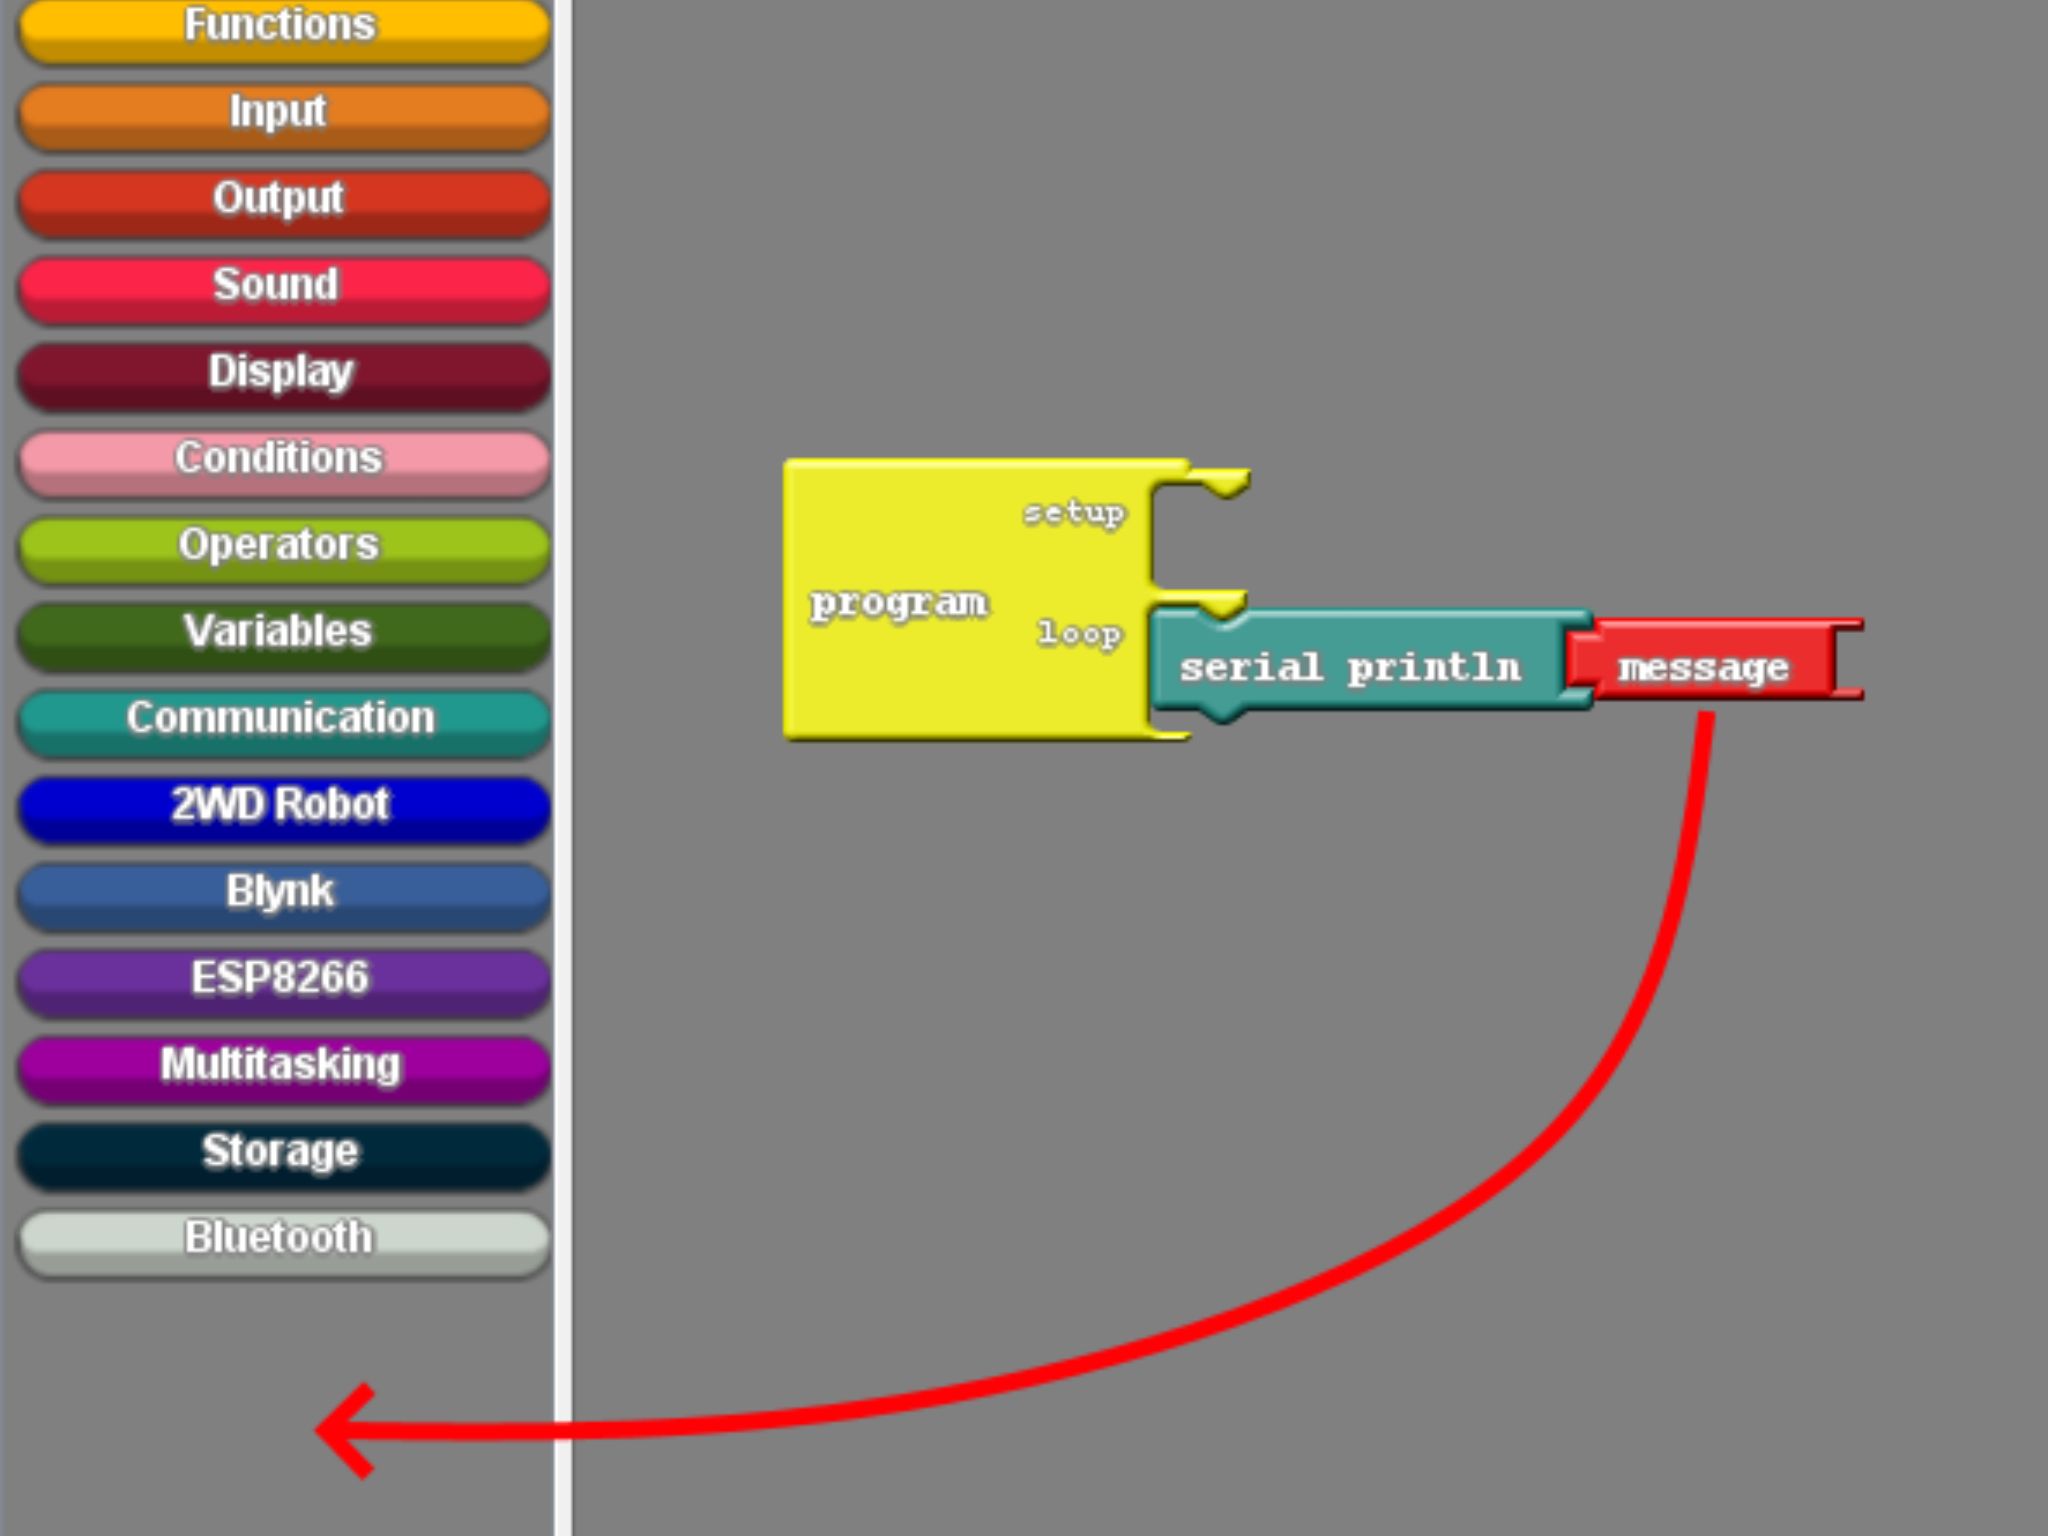 Functions
Input
Output
Sound
Display
Conditions
Operators
Variables
Communication
2WD Robot
Blynk
ESP8266
Multitasking
Storage
Bluetooth
setup
program
loop
serial println
message